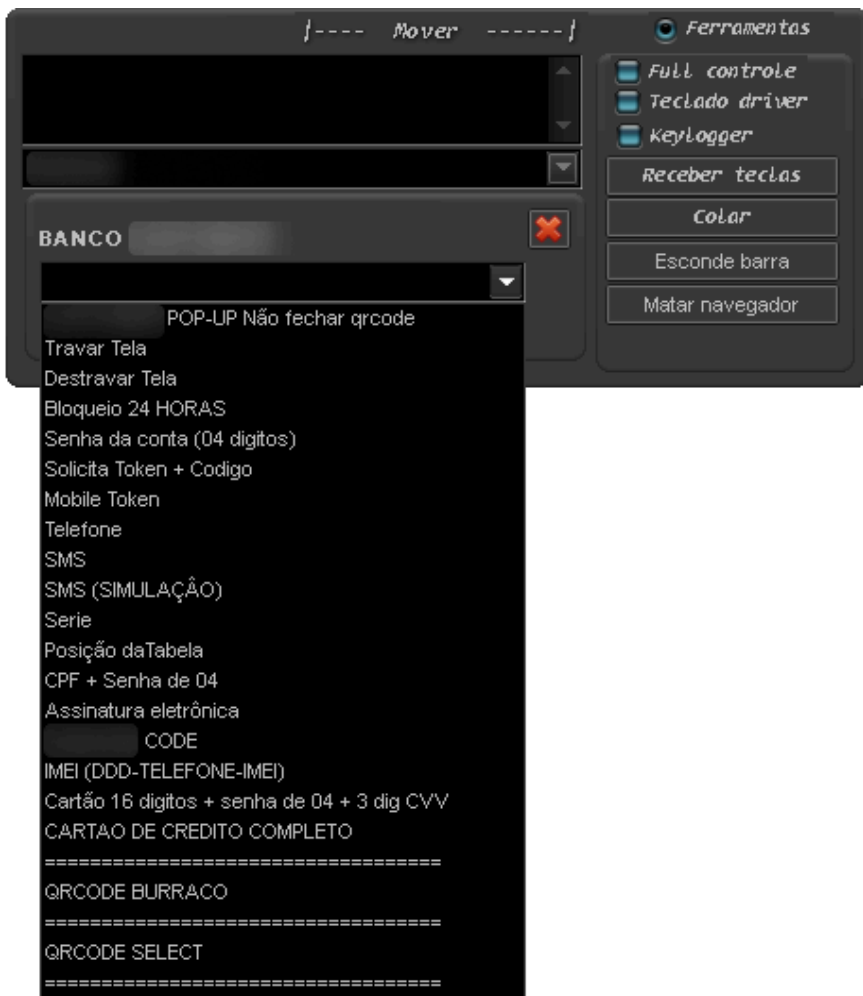 /---- Mover ------/
Ferramentas
Full controle
Teclado driver
Keylogger
Receber teclas
Colar
Esconde barra
Matar navegador
BANCO
POP-UP Não fechar qrcode
Travar Tela
Destravar Tela
Bloqueio 24 HORAS
Senha da conta (04 digitos)
Solicita Token + Codigo
Mobile Token
Telefone
SMS
SMS (SIMULAÇÂO)
Serie
Posição daTabela
CPF + Senha de 04
Assinatura eletrônica
CODE
IMEI (DDD-TELEFONE-IMEI)
Cartão 16 digitos + senha de 04 + 3 dig CVV
CARTAO DE CREDITO COMPLETO
===================================
QRCODE BURRACO
===================================
QRCODE SELECT
===================================